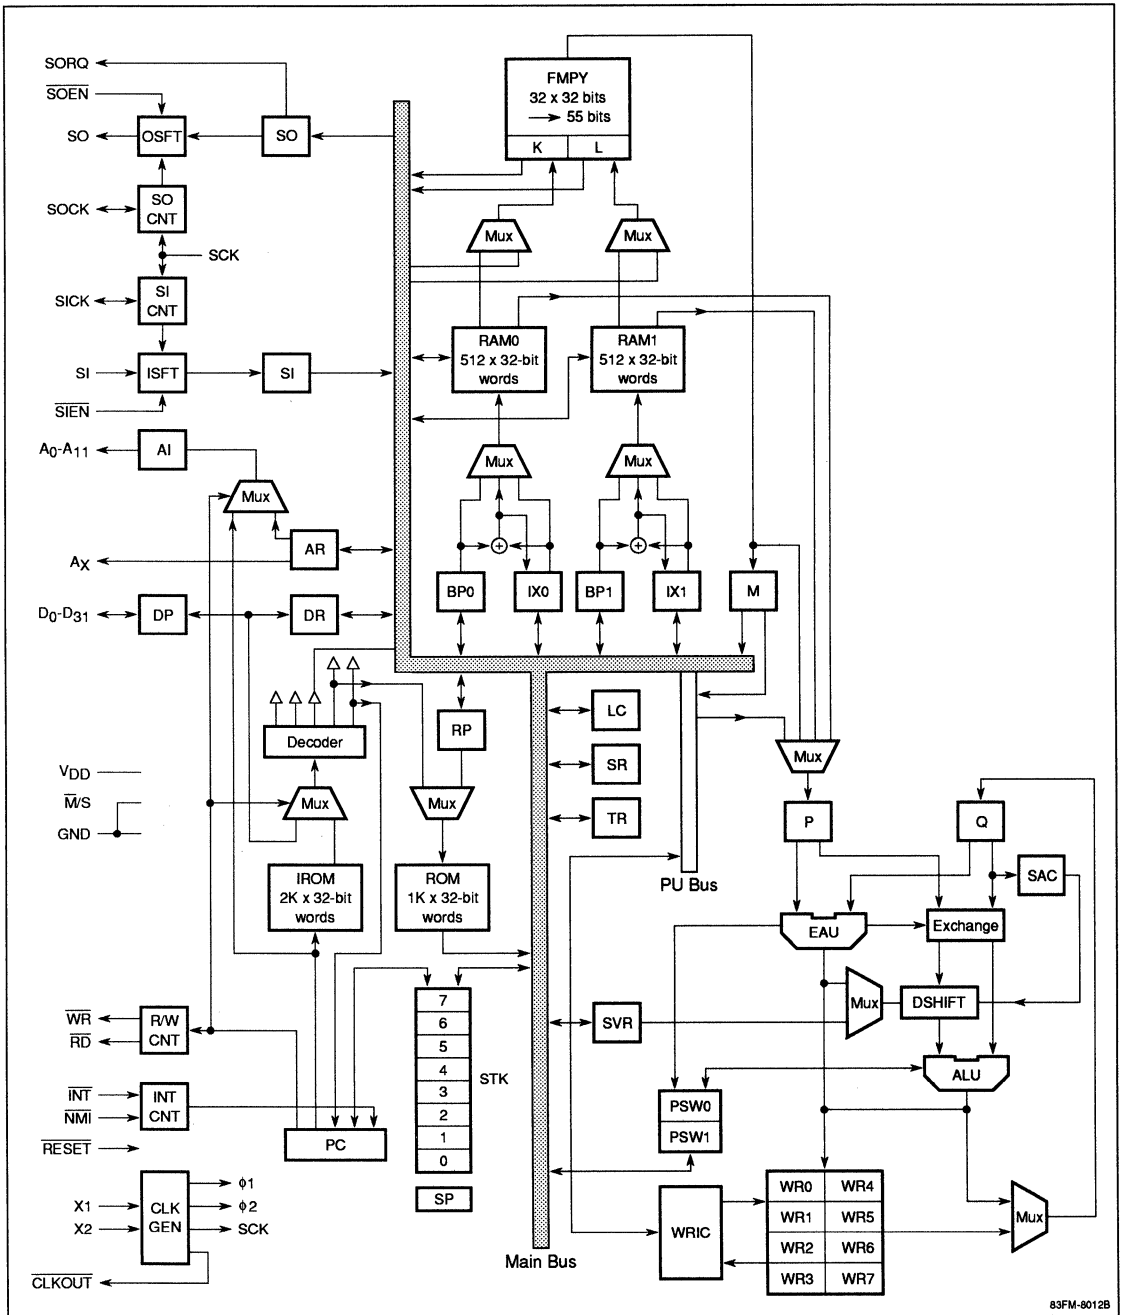 SORQ
SOEN
SO
OSFT
SO
SOCK
SO
CNT
SCK
SICK
SI
CNT
SI
ISFT
SI
SIEN
A0-A11
AI
Mux
AX
AR
D0-D31
DP
DR
FMPY
32 x 32 bits
→ 55 bits
K
L
Mux
Mux
RAM0
512 x 32-bit
words
RAM1
512 x 32-bit
words
Mux
Mux
BP0
IX0
BP1
IX1
M
Decoder
RP
LC
SR
TR
Mux
VDD
M/S
GND
Mux
Mux
IROM
2K x 32-bit
words
ROM
1K x 32-bit
words
PU Bus
P
Q
SAC
EAU
Exchange
Mux
DSHIFT
ALU
WR
RD
R/W
CNT
INT
NMI
INT
CNT
RESET
PC
7
6
5
4
3
2
1
0
STK
SP
SVR
PSW0
PSW1
X1
X2
CLK
GEN
ϕ1
ϕ2
SCK
CLKOUT
Main Bus
WRIC
WR0 WR4
WR1 WR5
WR2 WR6
WR3 WR7
Mux
83FM-8012B